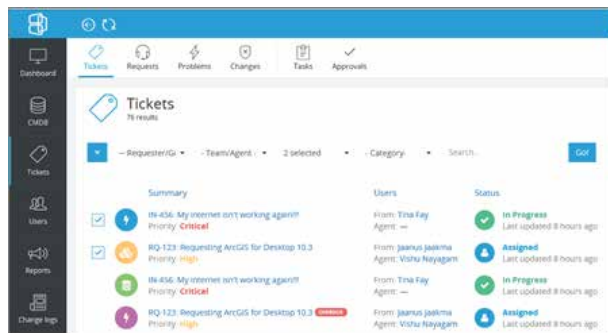 Dashboard
CMDB
Tickets
Users
Reports
Change logs
Tickets
Requests
Problems
Changes
Tasks
Approvals
Tickets
76 results
-- Requester/Gi
- Team/Agent -
2 selected
- Category-
Search..
Go!
Summary
Users
Status
IN-456: My internet isn't working again!!!
Priority: Critical
From: Tina Fay
Agent: —
In Progress
Last updated 8 hours ago
RQ-123: Requesting ArcGIS for Desktop 10.3
Priority: High
From: Jaanus Jaakma
Agent: Vishu Nayagam
Assigned
Last updated 8 hours ago
IN-456: My internet isn't working again!!!
Priority: Critical
From: Tina Fay
Agent: —
In Progress
Last updated 8 hours ago
RQ-123: Requesting ArcGIS for Desktop 10.3 OVERDUE
Priority: High
From: Jaanus Jaakma
Agent: Vishu Nayagam
Assigned
Last updated 8 hours ago